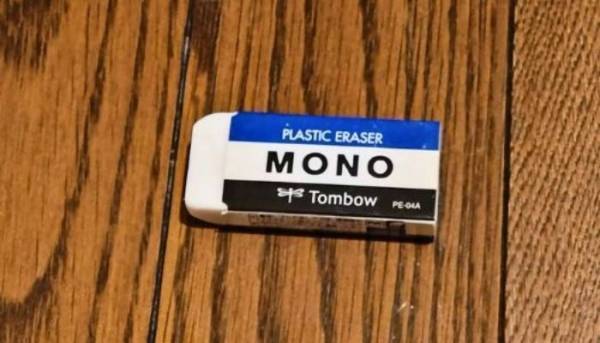 PLASTIC ERASER
MONO
Tombow PE-04A